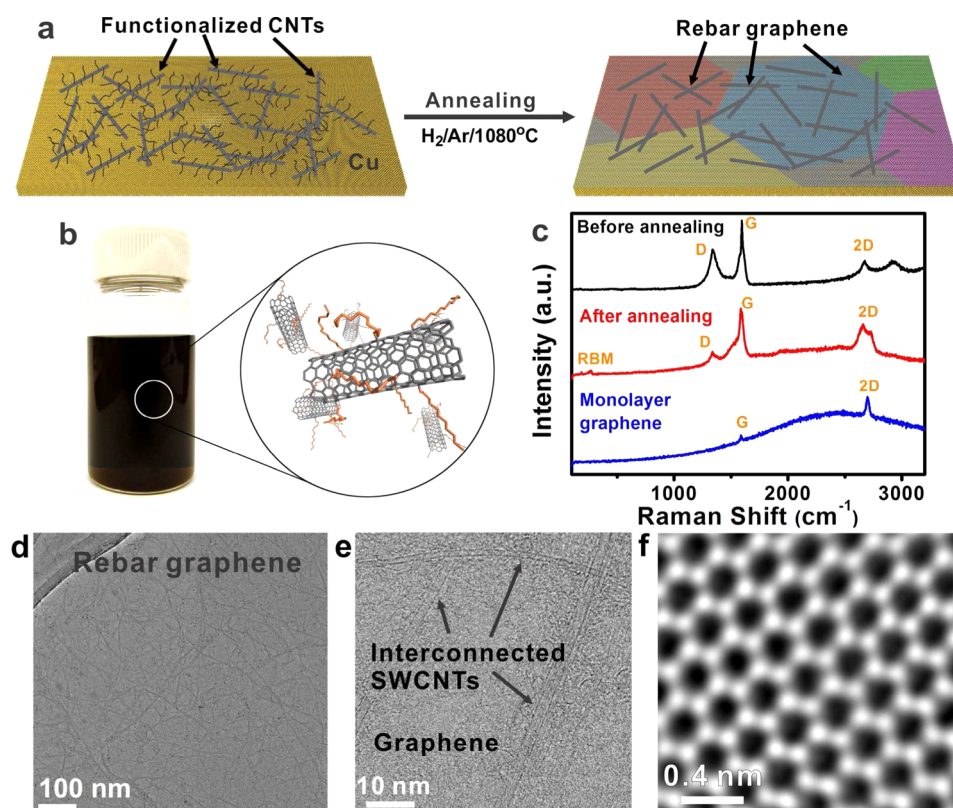 a
Functionalized CNTs
Cu
Annealing
H₂/Ar/1080°C
Rebar graphene
b
c
Before annealing
D
G
2D
After annealing
RBM
D
G
2D
Monolayer
graphene
G
2D
Intensity (a.u.)
1000 2000 3000
Raman Shift (cm⁻¹)
d
Rebar graphene
100 nm
e
Interconnected
SWCNTs
Graphene
10 nm
f
0.4 nm